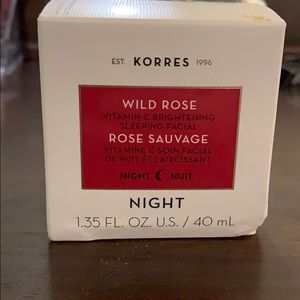 EST. KORRES 1996
WILD ROSE
VITAMIN C BRIGHTENING
SLEEPING FACIAL
ROSE SAUVAGE
VITAMINE C SOIN FACIAL
DE NUIT ÉCLAIRCISSANT
NIGHT NUIT
NIGHT
1.35 FL. OZ. U.S. / 40 mL